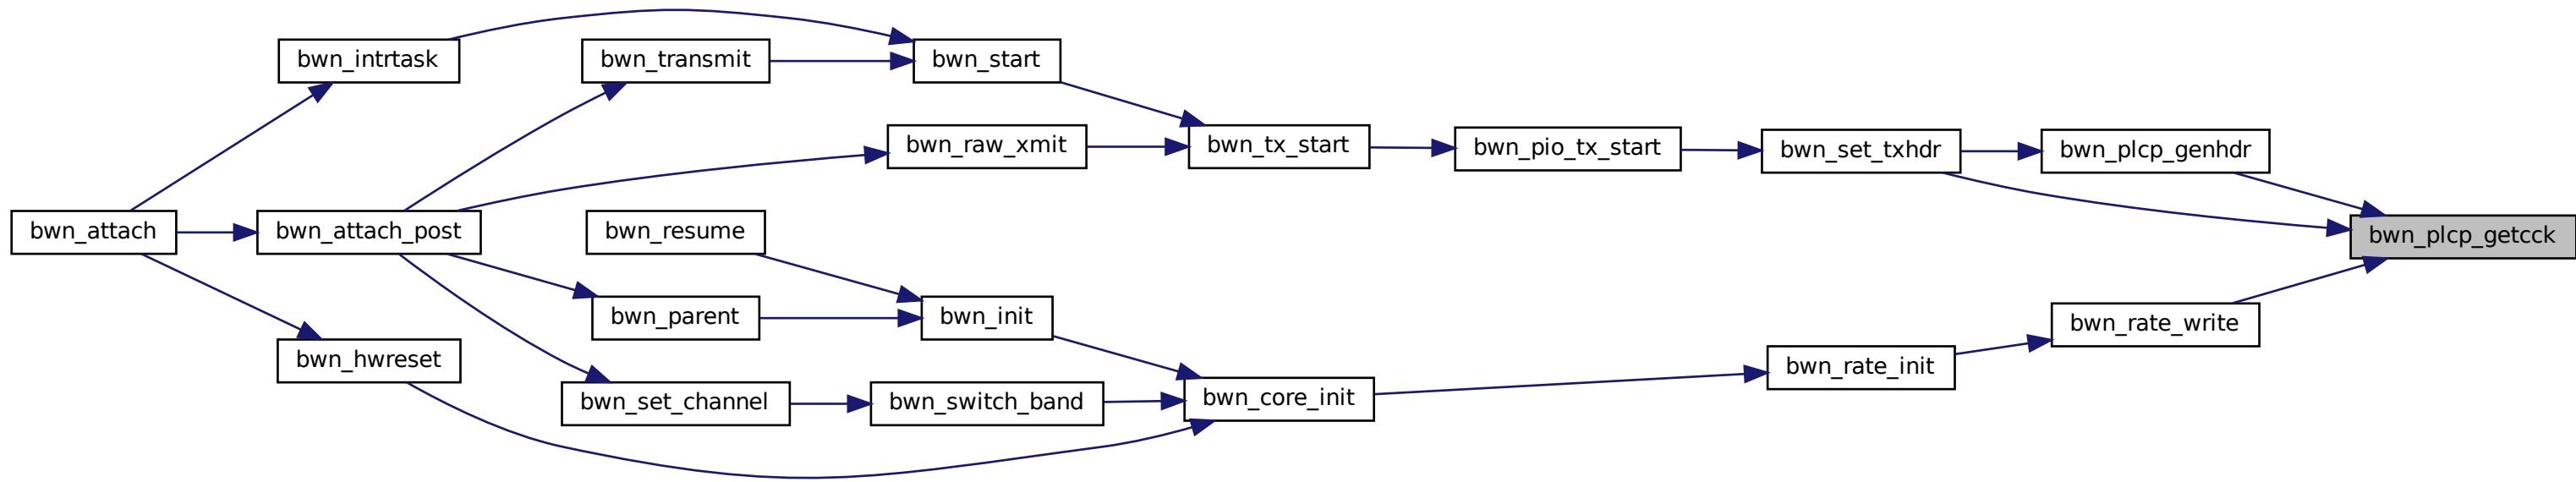 bwn_intrtask
bwn_transmit
bwn_start
bwn_raw_xmit
bwn_tx_start
bwn_pio_tx_start
bwn_set_txhdr
bwn_plcp_genhdr
bwn_attach
bwn_attach_post
bwn_resume
bwn_plcp_getcck
bwn_parent
bwn_init
bwn_rate_write
bwn_hwreset
bwn_rate_init
bwn_set_channel
bwn_switch_band
bwn_core_init